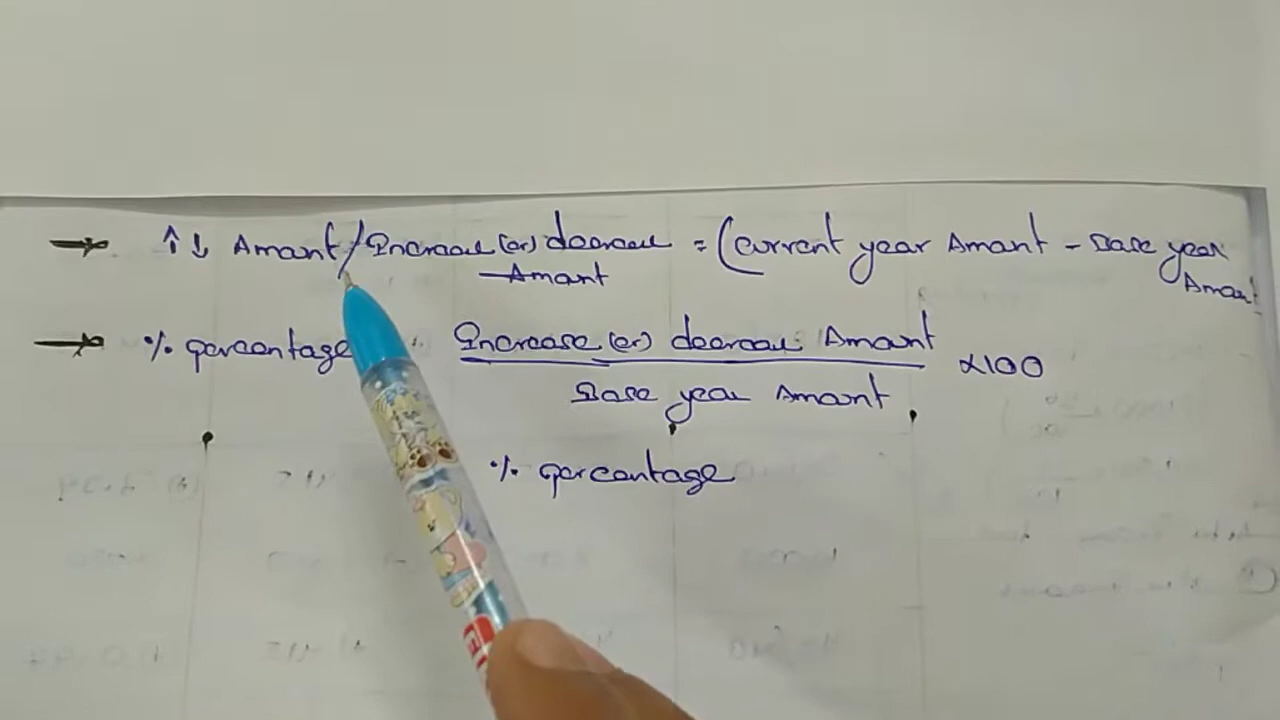 ↑↓ Amount/Increase (or) decrease = (Current year Amount - Base year
Amount Amount
% percentage Increase (or) decrease Amount x100
Base year Amount
% percentage